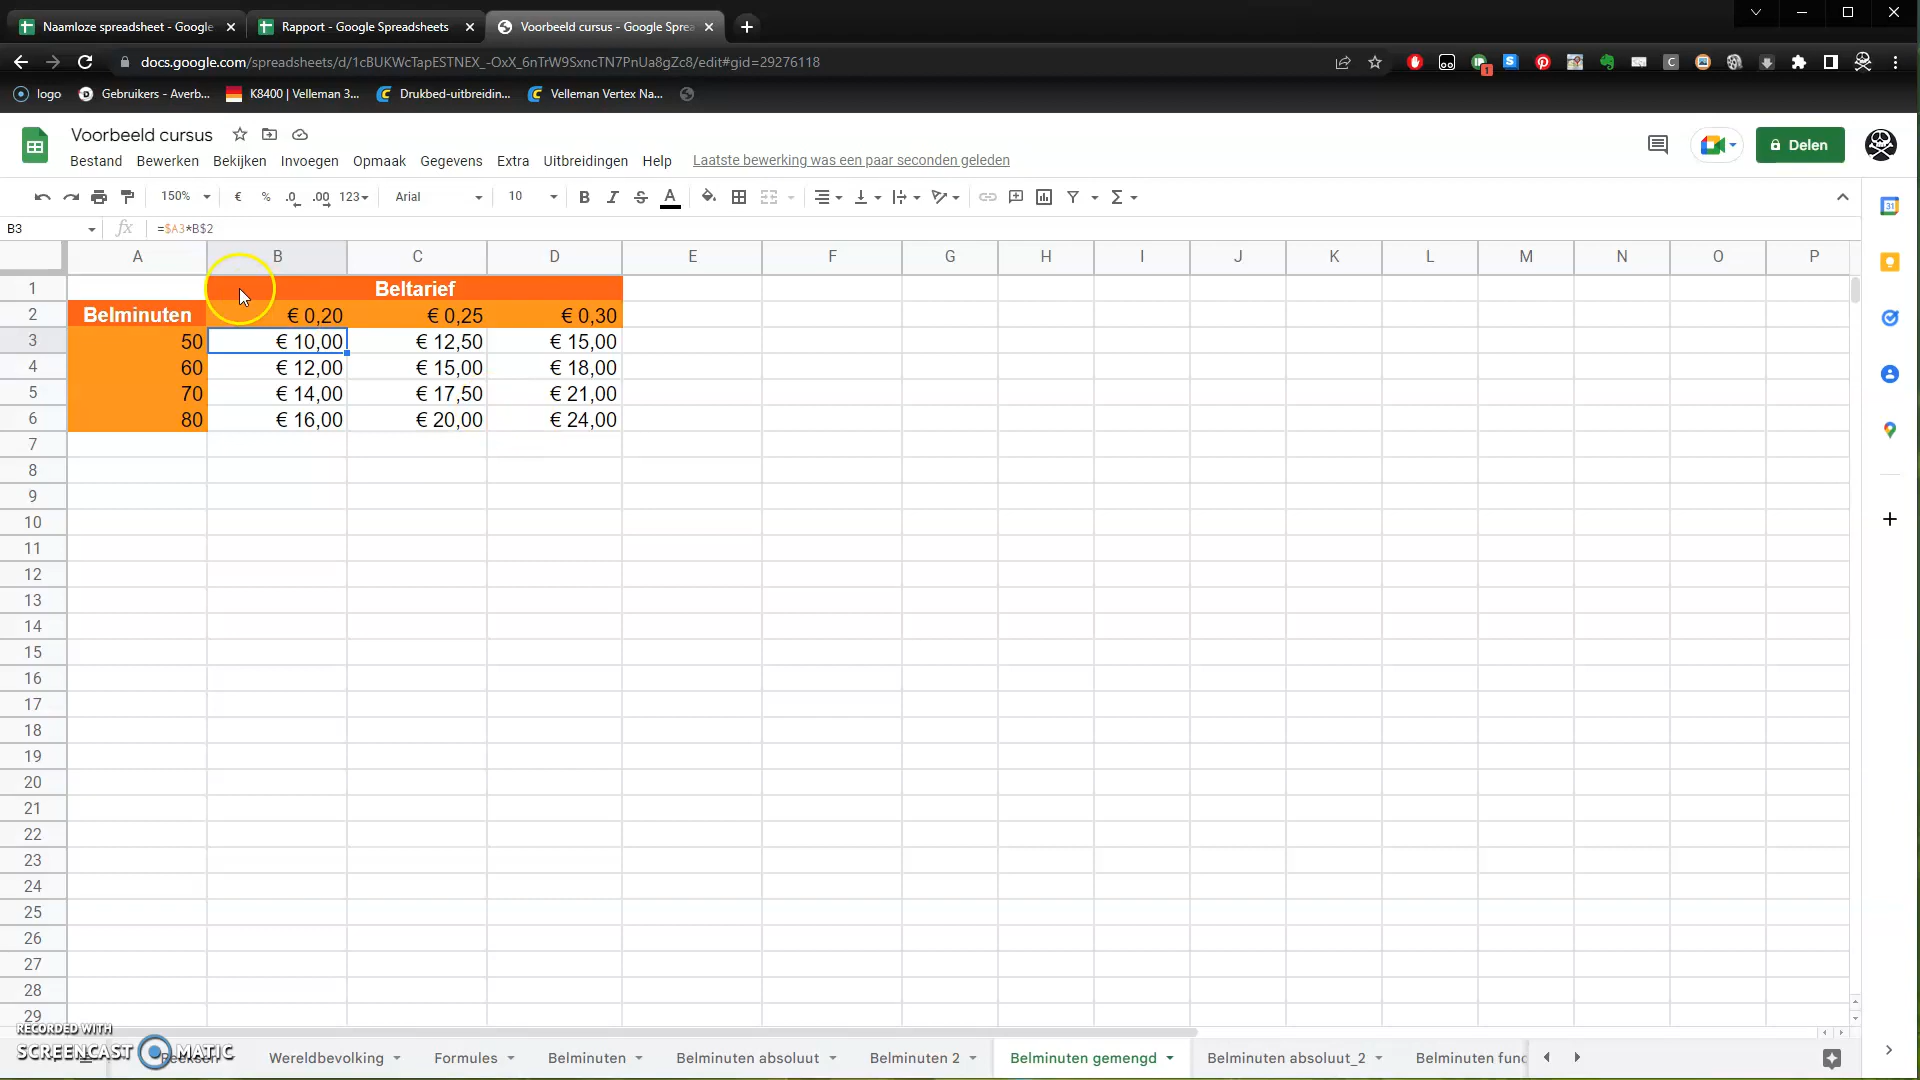 Naamloze spreadsheet - Google
Rapport - Google Spreadsheets
Voorbeeld cursus - Google Sprea
docs.google.com/spreadsheets/d/1cBUKWcTapESTNEX_-OxX_6nTrW9SxncTN7PnUa8gZc8/edit#gid=29276118
logo
Gebruikers - Averb...
K8400 | Velleman 3...
Drukbed-uitbreidin...
Velleman Vertex Na...
Voorbeeld cursus
Delen
Bestand Bewerken Bekijken Invoegen Opmaak Gegevens Extra Uitbreidingen Help Laatste bewerking was een paar seconden geleden
150% € % .0 .00 123 Arial 10 B I S A
B3 fx =$A3*B$2
A B C D E F G H I J K L M N O P
1 Beltarief
2 Belminuten € 0,20 € 0,25 € 0,30
3 50 € 10,00 € 12,50 € 15,00
4 60 € 12,00 € 15,00 € 18,00
5 70 € 14,00 € 17,50 € 21,00
6 80 € 16,00 € 20,00 € 24,00
7
8
9
10
11
12
13
14
15
16
17
18
19
20
21
22
23
24
25
26
27
28
29
RECORDED WITH
SCREENCAST MATIC
Wereldbevolking Formules Belminuten Belminuten absoluut Belminuten 2 Belminuten gemengd Belminuten absoluut_2 Belminuten func